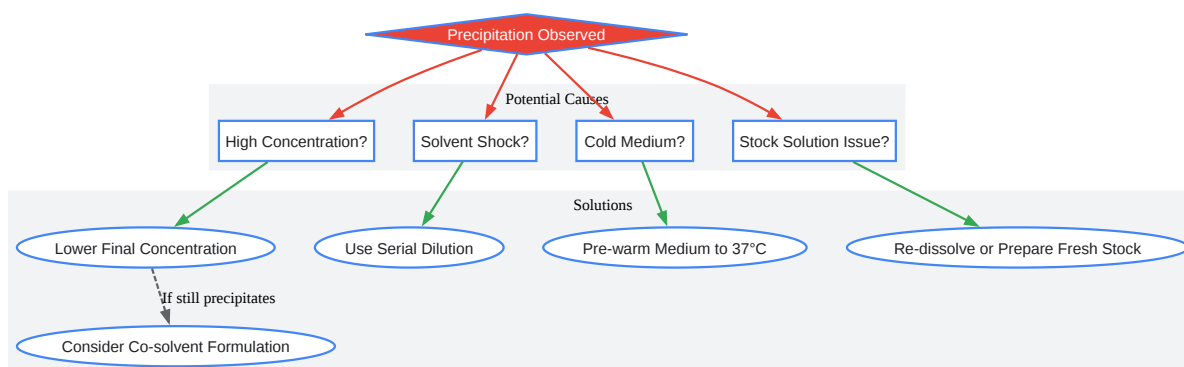 Precipitation Observed
Potential Causes
High Concentration?
Solvent Shock?
Cold Medium?
Stock Solution Issue?
Solutions
Lower Final Concentration
Use Serial Dilution
Pre-warm Medium to 37°C
Re-dissolve or Prepare Fresh Stock
If still precipitates
Consider Co-solvent Formulation